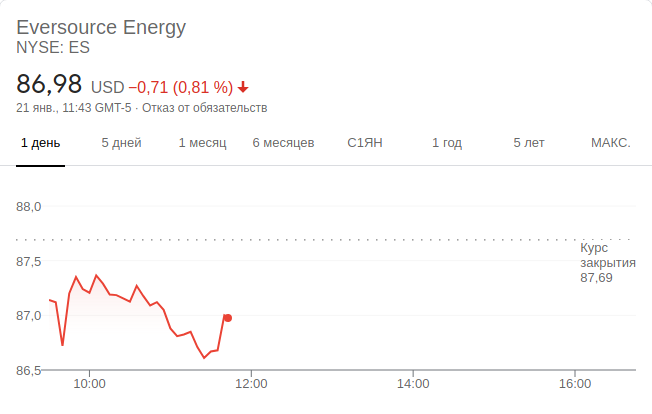 Eversource Energy
NYSE: ES
86,98 USD −0,71 (0,81 %)
21 янв., 11:43 GMT-5 · Отказ от обязательств
1 день 5 дней 1 месяц 6 месяцев С1ЯН 1 год 5 лет МАКС.
88,0
Курс
закрытия
87,69
87,5
87,0
86,5
10:00 12:00 14:00 16:00